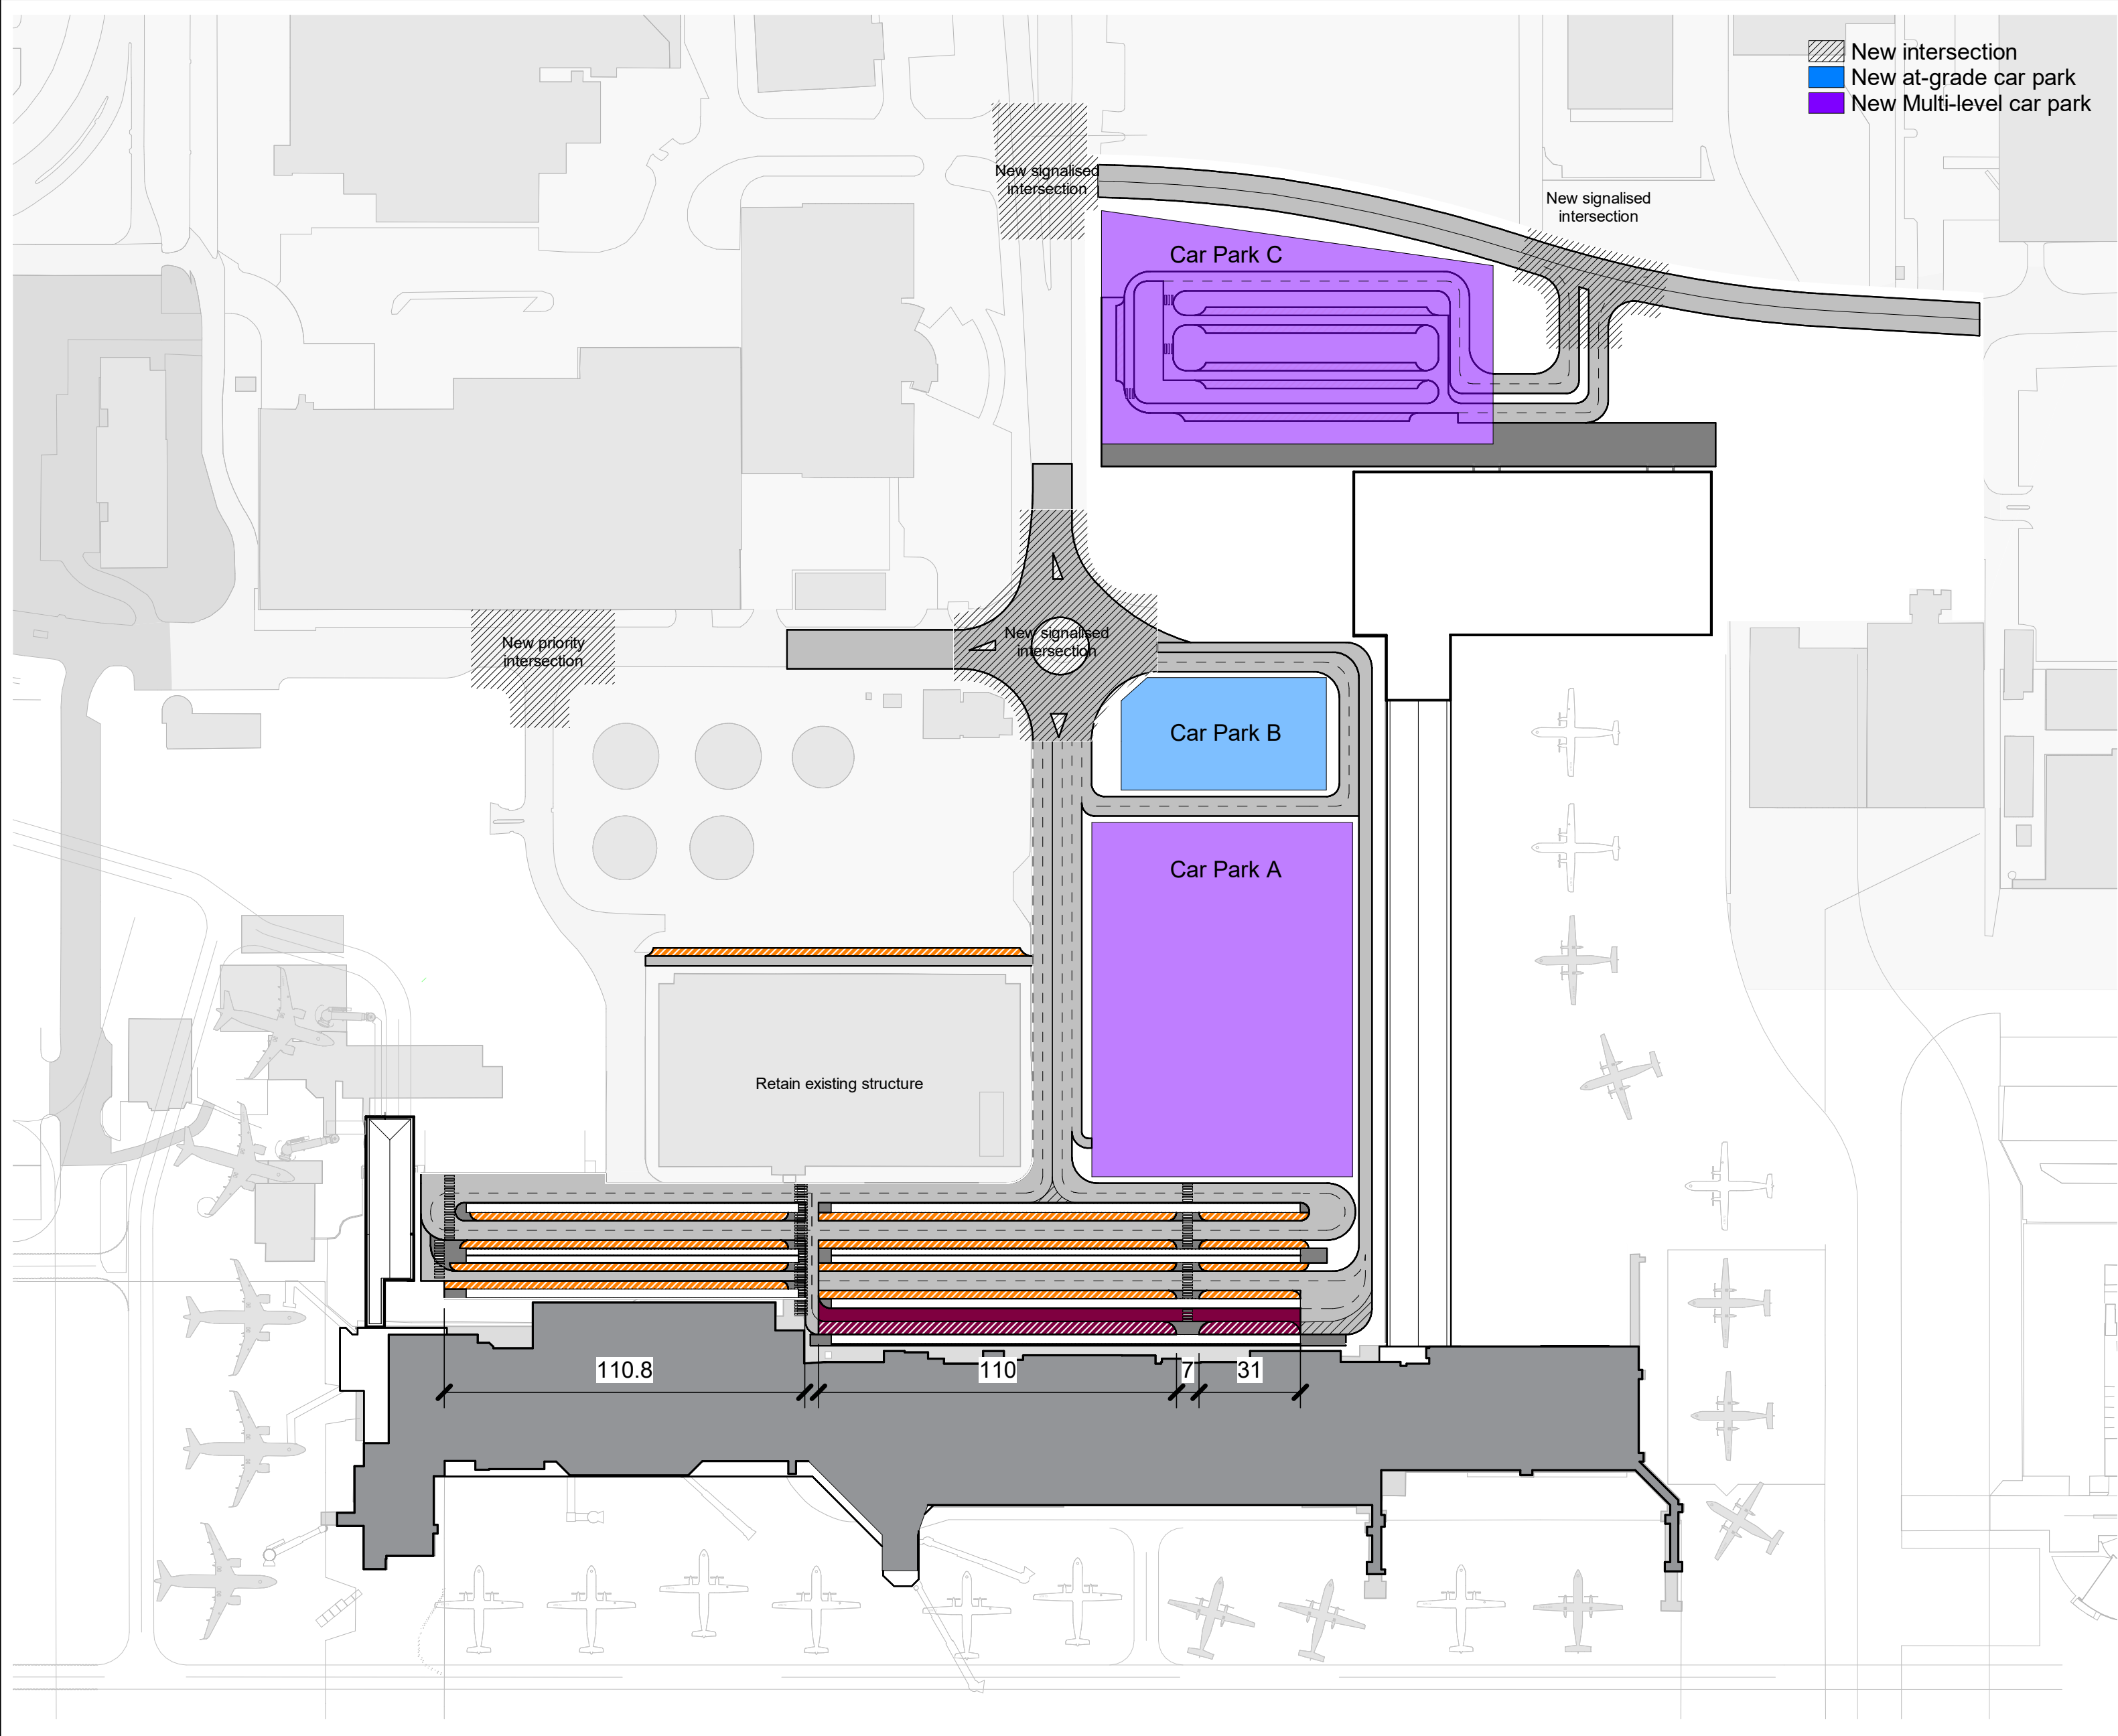 New intersection
New at-grade car park
New Multi-level car park
New signalised
intersection
New signalised
intersection
Car Park C
New priority
intersection
New signalised
intersection
Car Park B
Car Park A
Retain existing structure
110.8
110
7
31